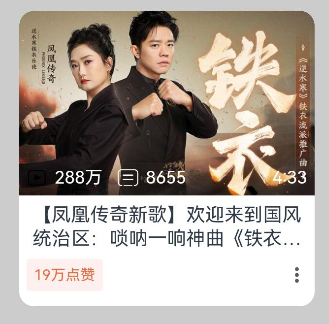 凤凰传奇
铁衣
《逆水寒》铁衣流派推广曲
288万
8655
4:33
【凤凰传奇新歌】欢迎来到国风
统治区：唢呐一响神曲《铁衣...
19万点赞